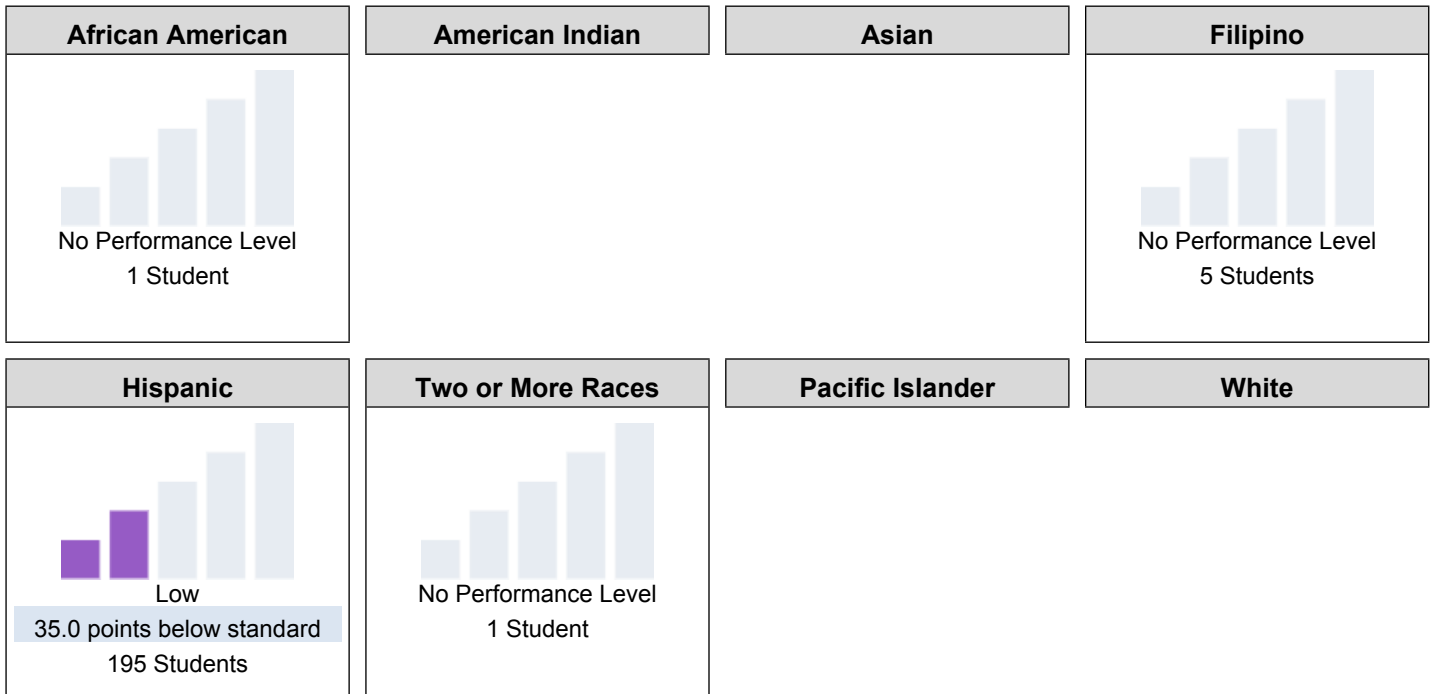 African American
American Indian
Asian
Filipino
No Performance Level
1 Student
No Performance Level
5 Students
Hispanic
Two or More Races
Pacific Islander
White
Low
35.0 points below standard
195 Students
No Performance Level
1 Student